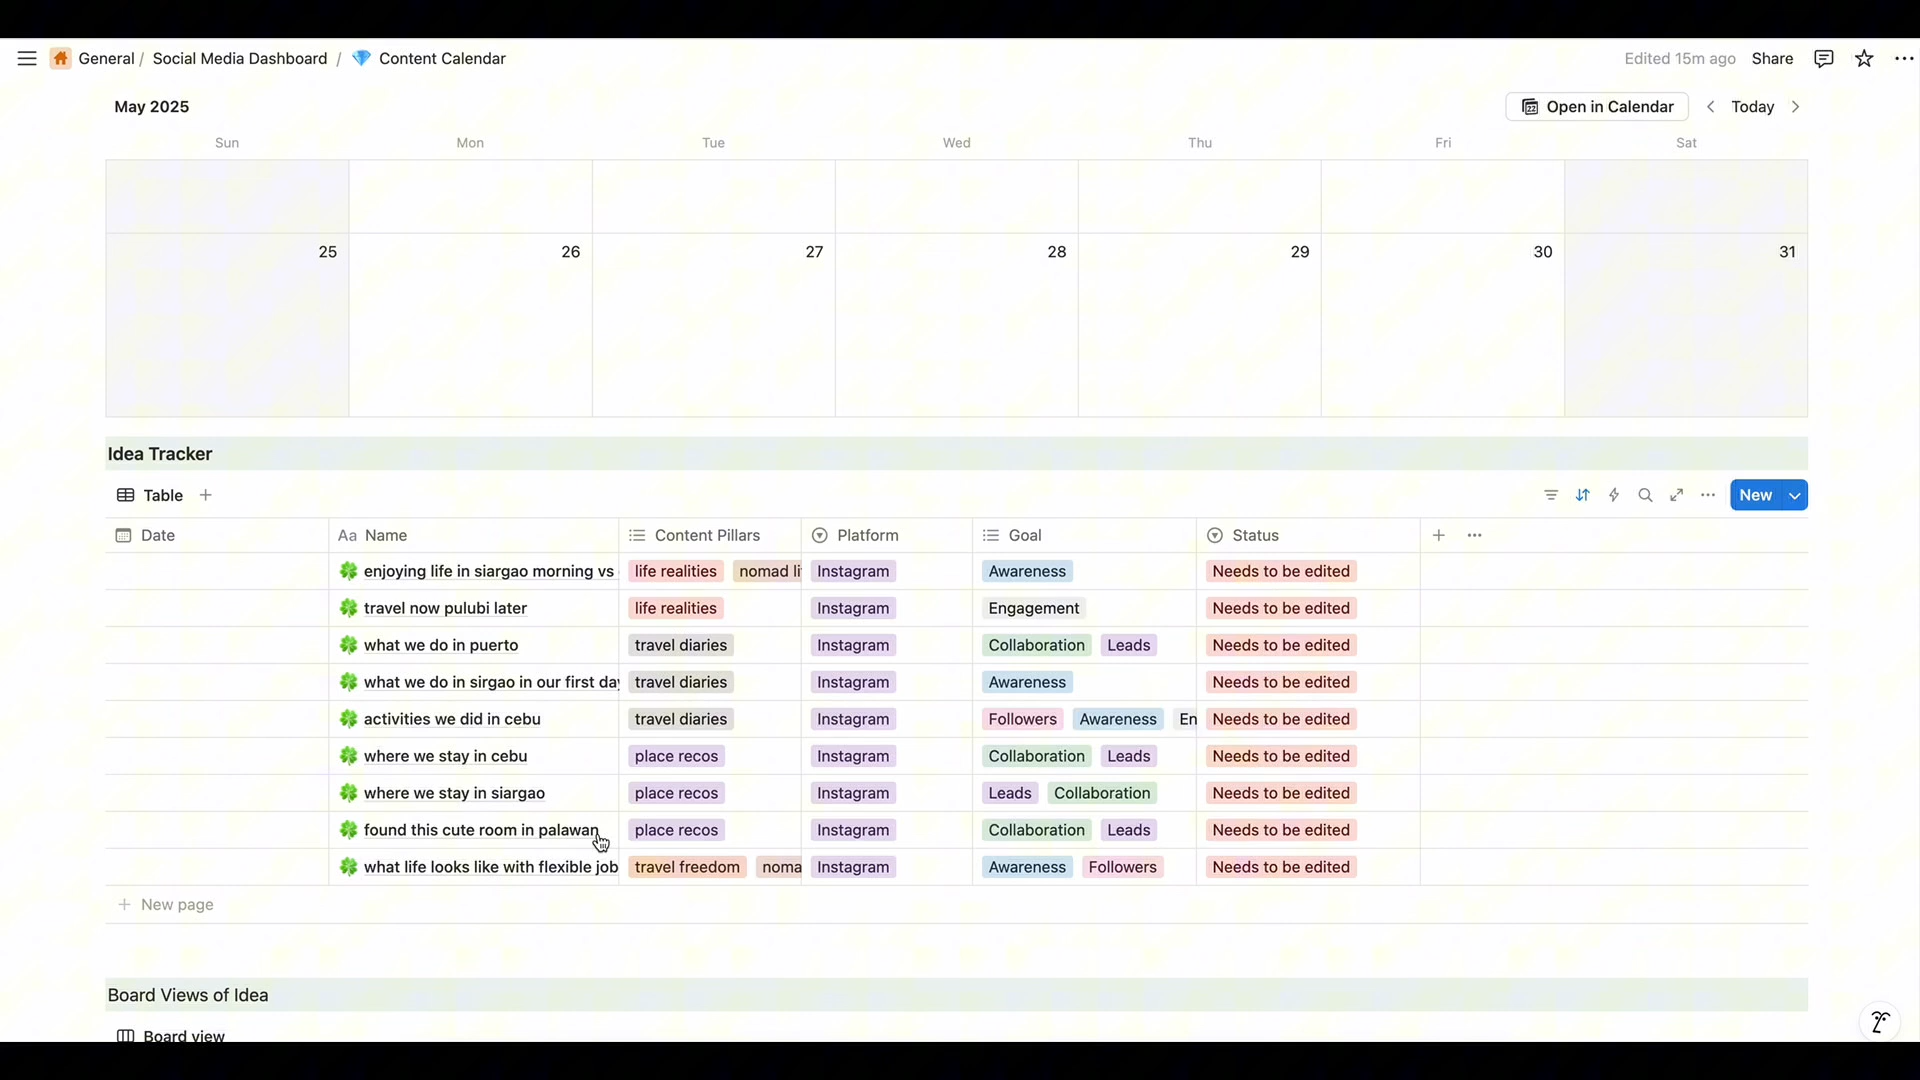 General / Social Media Dashboard / Content Calendar Edited 15m ago Share
May 2025 Open in Calendar Today
Sun Mon Tue Wed Thu Fri Sat
25 26 27 28 29 30 31
Idea Tracker
Table New
Date Aa Name Content Pillars Platform Goal Status
enjoying life in siargao morning vs life realities nomad li Instagram Awareness Needs to be edited
travel now pulubi later life realities Instagram Engagement Needs to be edited
what we do in puerto travel diaries Instagram Collaboration Leads Needs to be edited
what we do in sirgao in our first day travel diaries Instagram Awareness Needs to be edited
activities we did in cebu travel diaries Instagram Followers Awareness En Needs to be edited
where we stay in cebu place recos Instagram Collaboration Leads Needs to be edited
where we stay in siargao place recos Instagram Leads Collaboration Needs to be edited
found this cute room in palawan place recos Instagram Collaboration Leads Needs to be edited
what life looks like with flexible job travel freedom noma Instagram Awareness Followers Needs to be edited
New page
Board Views of Idea
Board view